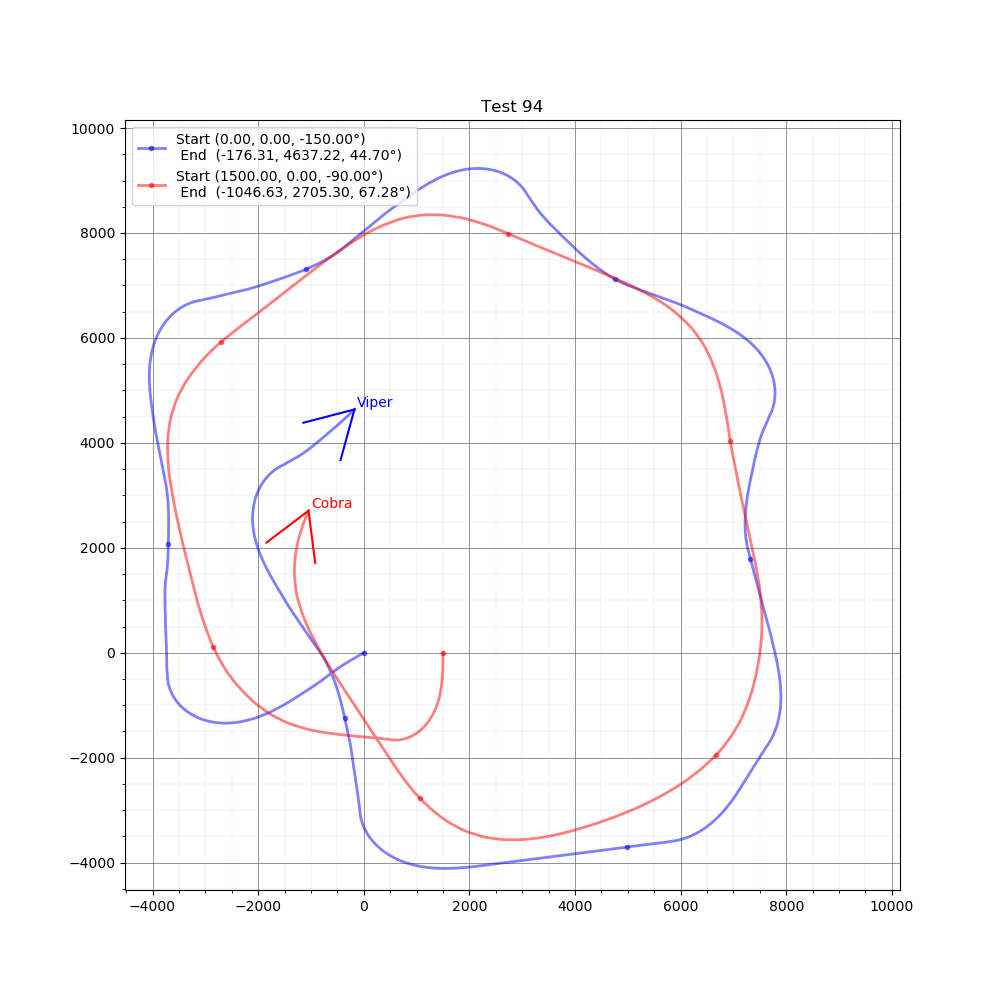 Test 94
Start (0.00, 0.00, -150.00°)
End  (-176.31, 4637.22, 44.70°)
Start (1500.00, 0.00, -90.00°)
End  (-1046.63, 2705.30, 67.28°)
10000
8000
6000
4000
2000
0
−2000
−4000
Viper
Cobra
−4000 −2000 0 2000 4000 6000 8000 10000